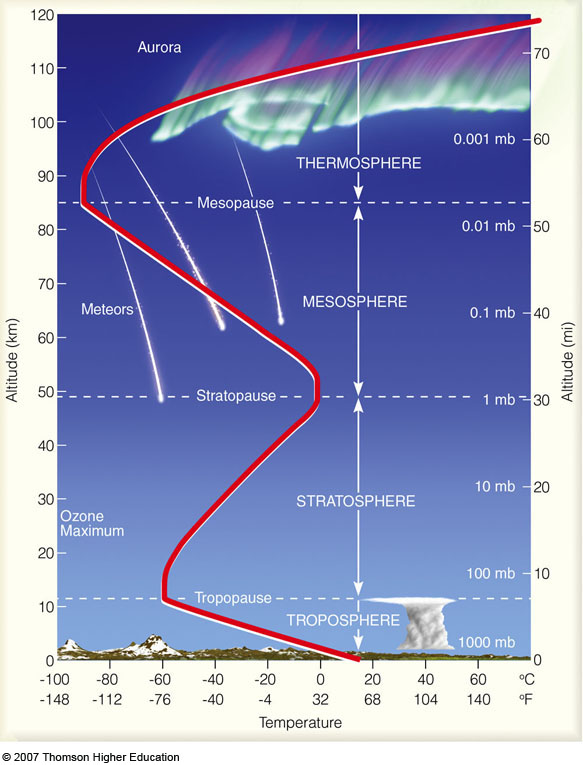 120
110
100
90
80
70
60
50
40
30
20
10
0
Altitude (km)
Aurora
THERMOSPHERE
0.001 mb
Mesopause
0.01 mb
MESOSPHERE
0.1 mb
Meteors
Stratopause
1 mb
10 mb
STRATOSPHERE
Ozone
Maximum
100 mb
Tropopause
TROPOSPHERE
1000 mb
70
60
50
40
30
20
10
0
Altitude (mi)
-100 -80 -60 -40 -20 0 20 40 60 ºC
-148 -112 -76 -40 -4 32 68 104 140 ºF
Temperature
© 2007 Thomson Higher Education